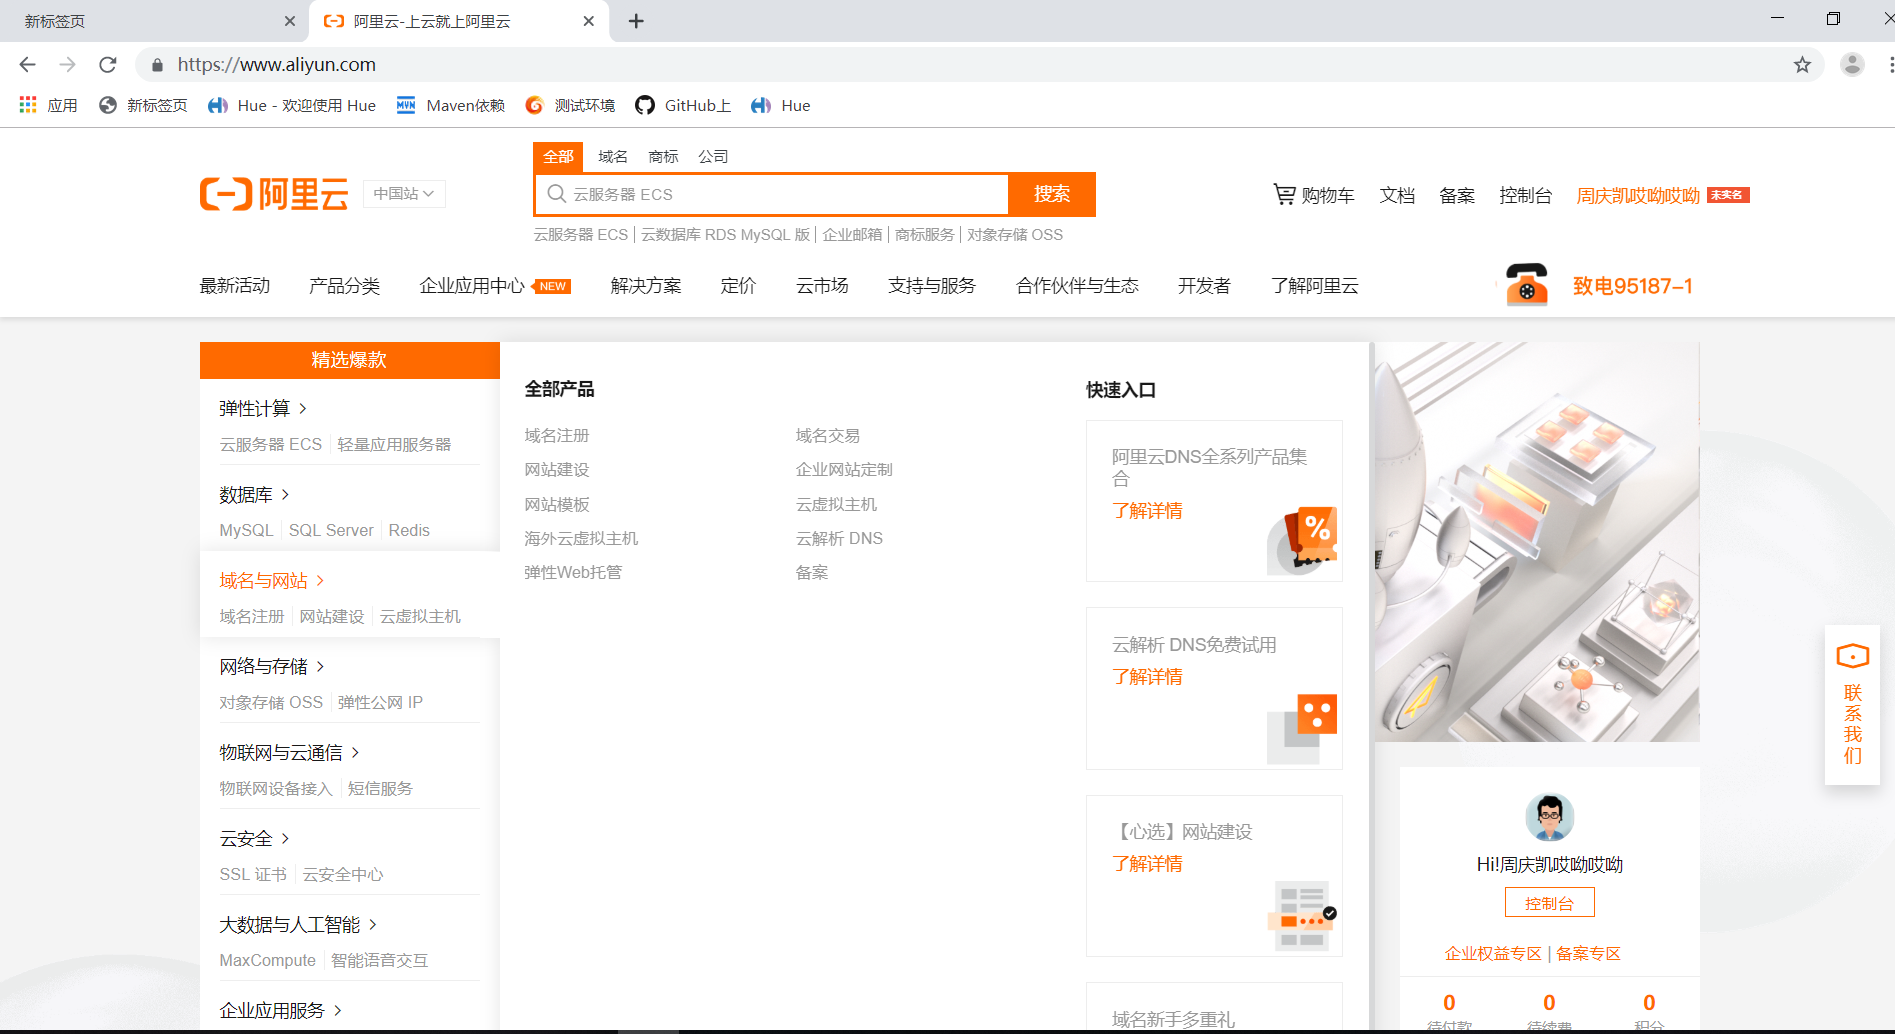 新标签页
阿里云-上云就上阿里云
https://www.aliyun.com
应用
新标签页
Hue - 欢迎使用 Hue
MVN
Maven依赖
测试环境
GitHub上
Hue
全部 域名 商标 公司
阿里云
中国站
云服务器 ECS
搜索
购物车 文档 备案 控制台 周庆凯哎呦哎呦 未实名
云服务器 ECS | 云数据库 RDS MySQL 版 | 企业邮箱 | 商标服务 | 对象存储 OSS
最新活动 产品分类 企业应用中心 NEW 解决方案 定价 云市场 支持与服务 合作伙伴与生态 开发者 了解阿里云
致电95187-1
精选爆款
弹性计算 >
云服务器 ECS | 轻量应用服务器
数据库 >
MySQL | SQL Server | Redis
域名与网站 >
域名注册 | 网站建设 | 云虚拟主机
网络与存储 >
对象存储 OSS | 弹性公网 IP
物联网与云通信 >
物联网设备接入 | 短信服务
云安全 >
SSL 证书 | 云安全中心
大数据与人工智能 >
MaxCompute | 智能语音交互
企业应用服务 >
全部产品
域名注册 域名交易
网站建设 企业网站定制
网站模板 云虚拟主机
海外云虚拟主机 云解析 DNS
弹性Web托管 备案
快速入口
阿里云DNS全系列产品集
合
了解详情
%
云解析 DNS免费试用
了解详情
【心选】网站建设
了解详情
域名新手多重礼
联
系
我
们
Hi!周庆凯哎呦哎呦
控制台
企业权益专区 | 备案专区
0 0 0
待付款 待续费 积分